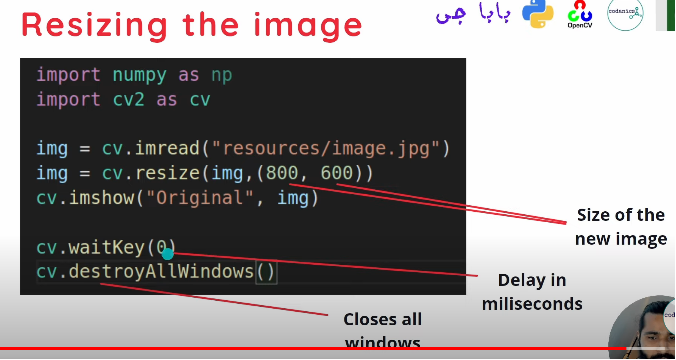 Resizing the image
بابا جی
OpenCV
codanics
import numpy as np
import cv2 as cv
img = cv.imread("resources/image.jpg")
img = cv.resize(img,(800, 600))
cv.imshow("Original", img)
cv.waitKey(0)
cv.destroyAllWindows()
Size of the
new image
Delay in
miliseconds
Closes all
windows